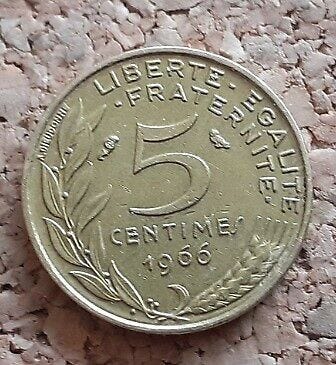 LIBERTE · EGALITE
· FRATERNITE ·
5
CENTIMES
1966